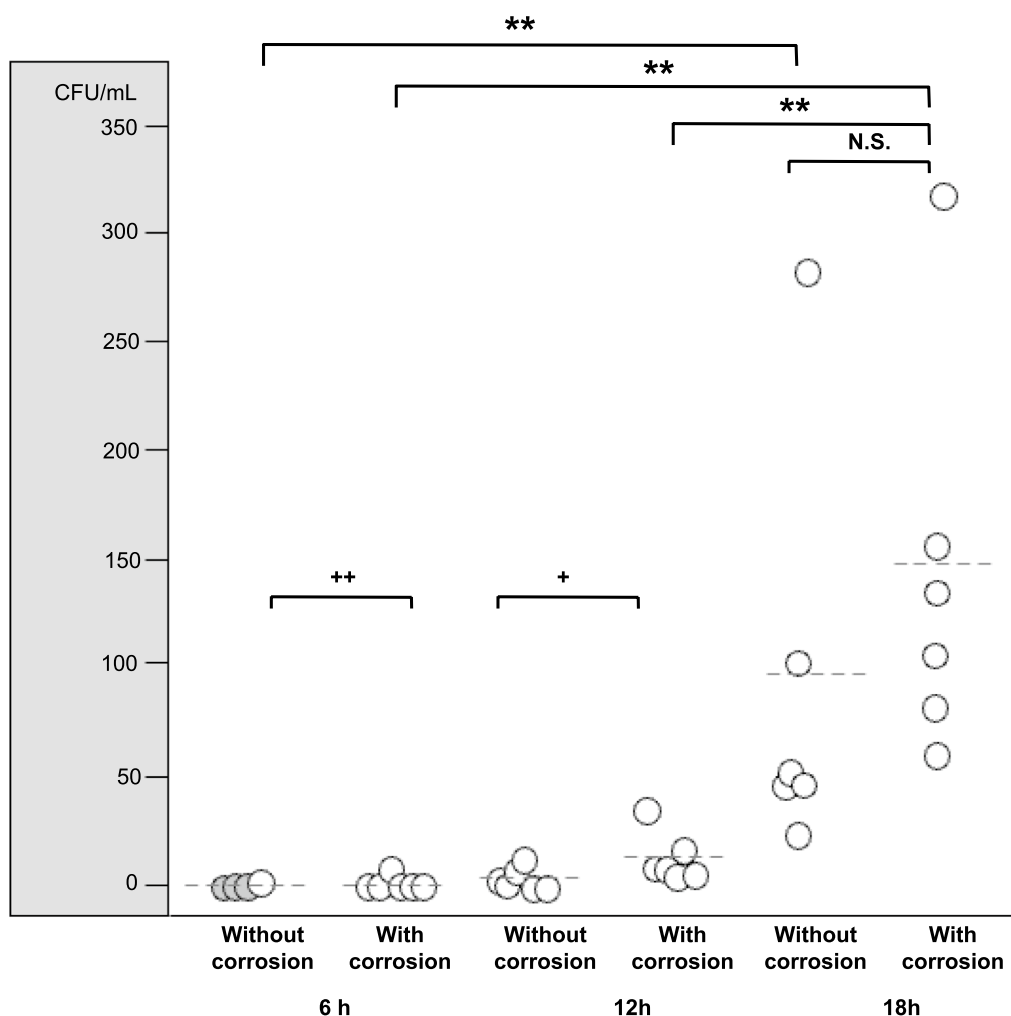 **
**
**
N.S.
CFU/mL
350
300
250
200
150
100
50
0
++
+
Without corrosion
With corrosion
Without corrosion
With corrosion
Without corrosion
With corrosion
6 h
12h
18h